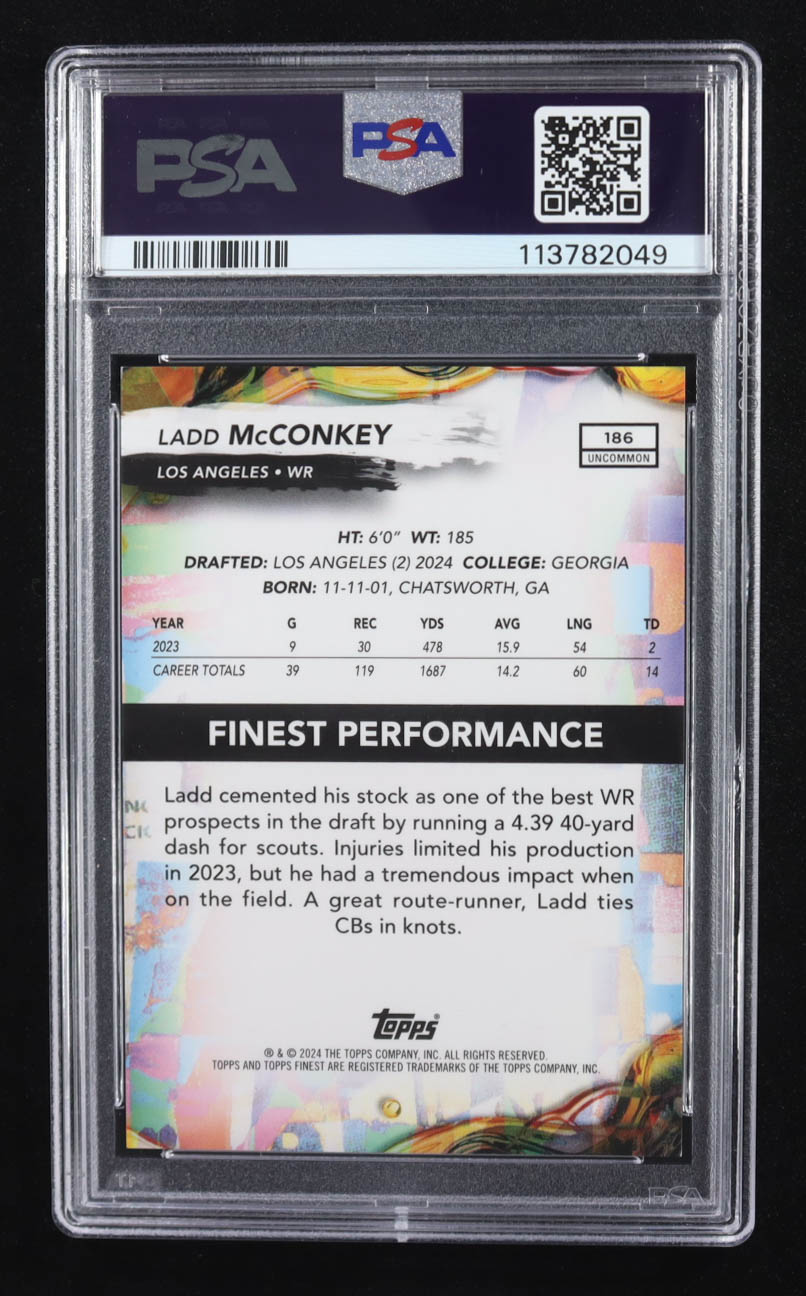 PSA
PSA
113782049
LADD McCONKEY
186
UNCOMMON
LOS ANGELES • WR
HT: 6'0" WT: 185
DRAFTED: LOS ANGELES (2) 2024 COLLEGE: GEORGIA
BORN: 11-11-01, CHATSWORTH, GA
YEAR G REC YDS AVG LNG TD
2023 9 30 478 15.9 54 2
CAREER TOTALS 39 119 1687 14.2 60 14
FINEST PERFORMANCE
Ladd cemented his stock as one of the best WR
prospects in the draft by running a 4.39 40-yard
dash for scouts. Injuries limited his production
in 2023, but he had a tremendous impact when
on the field. A great route-runner, Ladd ties
CBs in knots.
topps®
® & © 2024 THE TOPPS COMPANY, INC. ALL RIGHTS RESERVED.
TOPPS AND TOPPS FINEST ARE REGISTERED TRADEMARKS OF THE TOPPS COMPANY, INC.
PSA